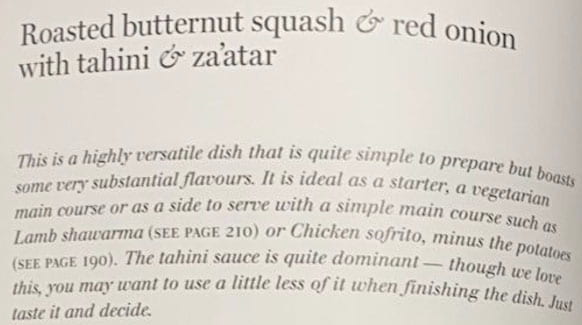 Roasted butternut squash & red onion
with tahini & za'atar
This is a highly versatile dish that is quite simple to prepare but boasts
some very substantial flavours. It is ideal as a starter, a vegetarian
main course or as a side to serve with a simple main course such as
Lamb shawarma (SEE PAGE 210) or Chicken sofrito, minus the potatoes
(SEE PAGE 190). The tahini sauce is quite dominant — though we love
this, you may want to use a little less of it when finishing the dish. Just
taste it and decide.